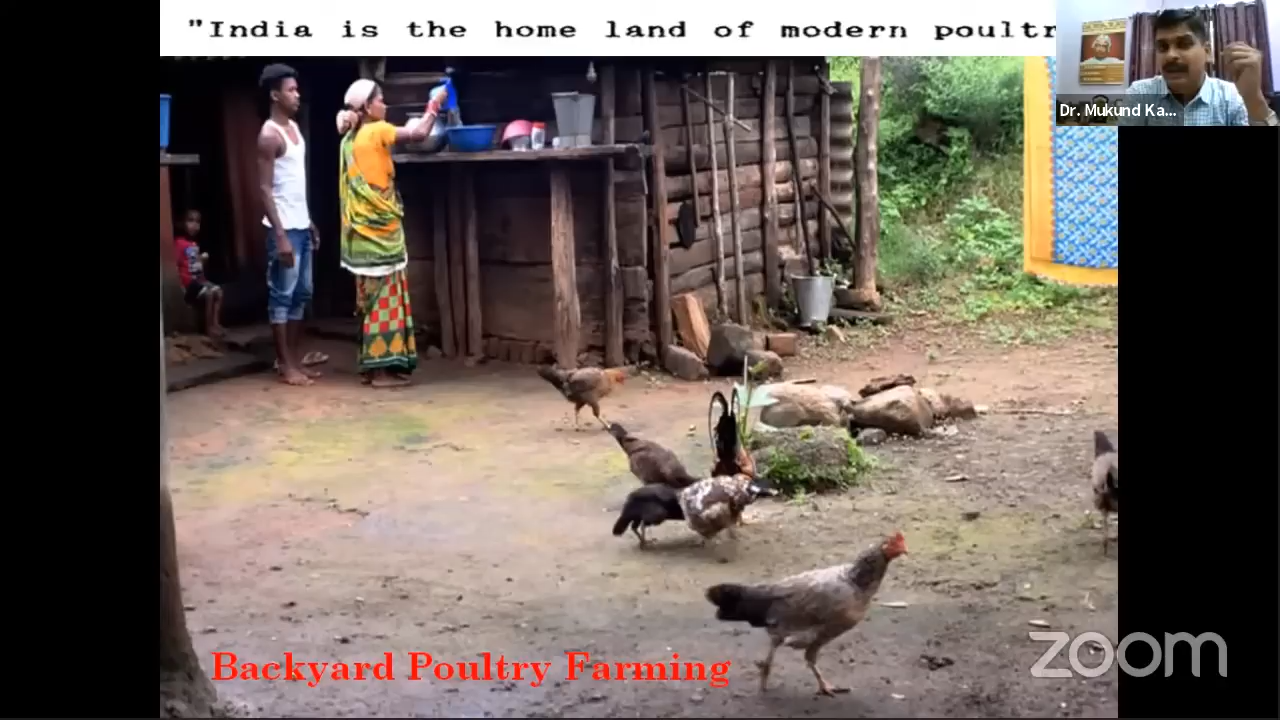 "India is the home land of modern poultr
Dr. Mukund Ka...
Backyard Poultry Farming
zoom